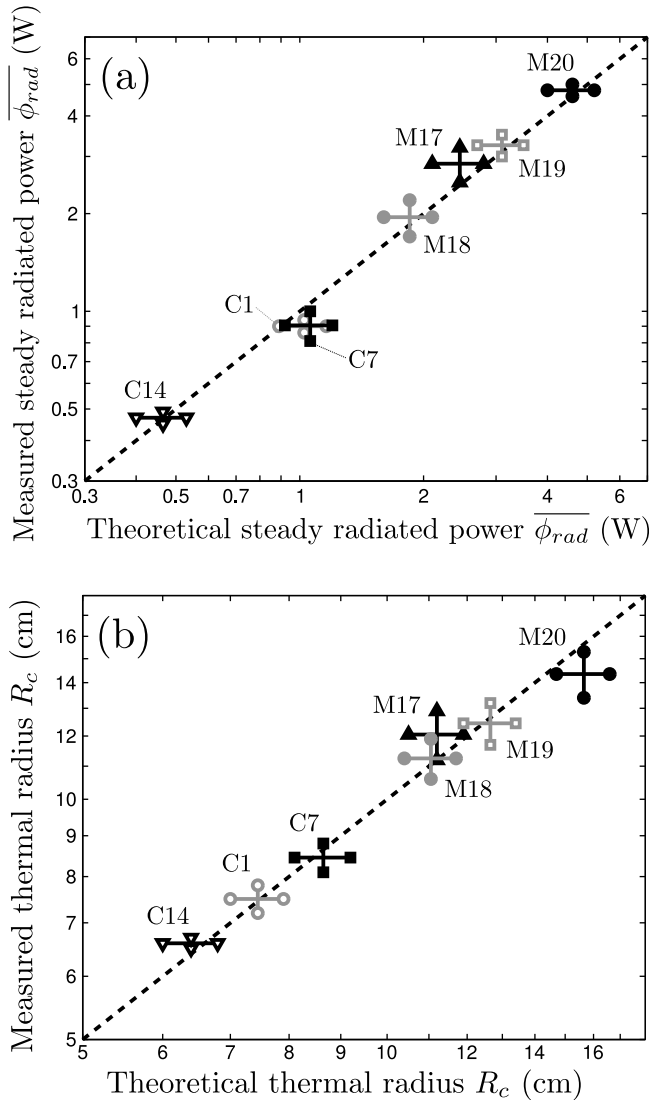 (a)
Measured steady radiated power $\overline{\phi_{rad}}$ (W)
6
4
2
1
0.7
0.5
0.3
M20
M17
M19
M18
C1
C7
C14
0.3 0.5 0.7 1 2 4 6
Theoretical steady radiated power $\overline{\phi_{rad}}$ (W)
(b)
Measured thermal radius $R_c$ (cm)
16
14
12
10
9
8
7
6
5
M20
M17
M19
M18
C7
C1
C14
5 6 7 8 9 10 12 14 16
Theoretical thermal radius $R_c$ (cm)